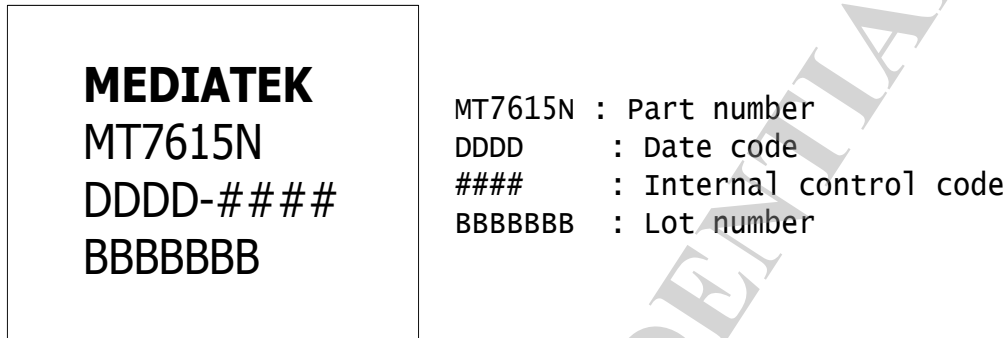 MEDIATEK
MT7615N
DDDD-####
BBBBBBB
MT7615N : Part number
DDDD : Date code
#### : Internal control code
BBBBBBB : Lot number